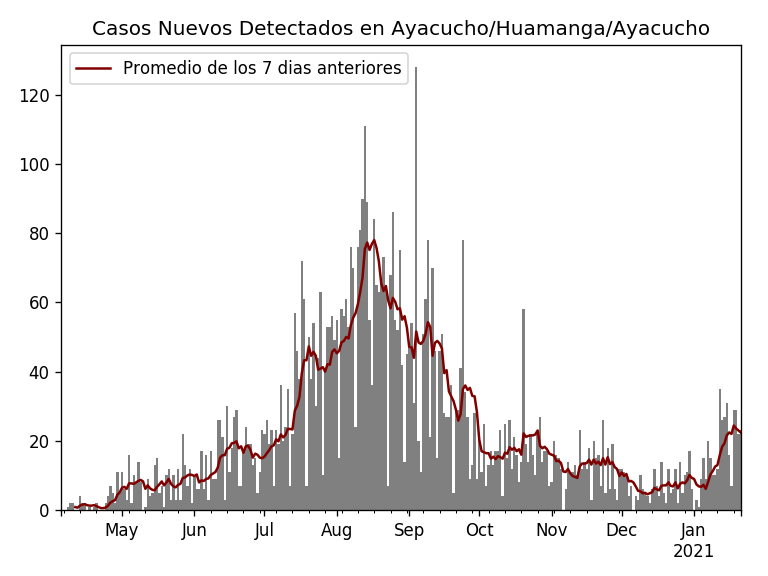 Casos Nuevos Detectados en Ayacucho/Huamanga/Ayacucho
Promedio de los 7 dias anteriores
120
100
80
60
40
20
0
May Jun Jul Aug Sep Oct Nov Dec Jan
2021